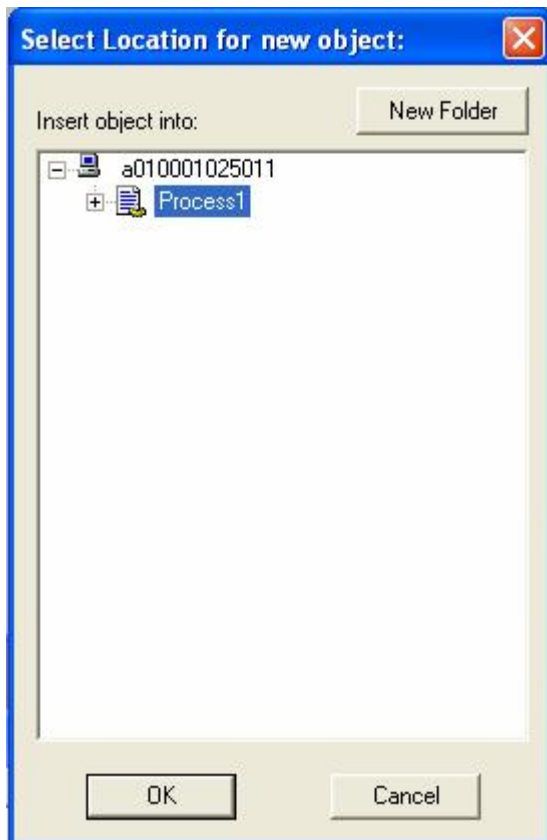 Select Location for new object:
New Folder
Insert object into:
a010001025011
Process1
OK
Cancel